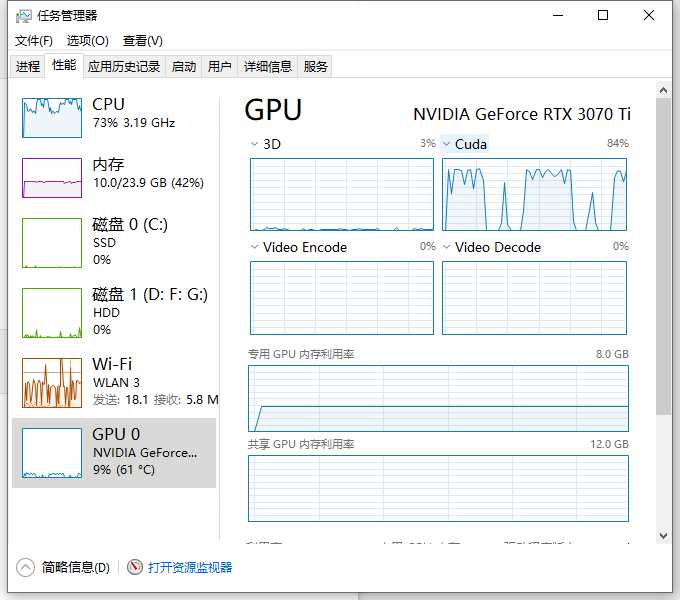 任务管理器
文件(F) 选项(O) 查看(V)
进程 性能 应用历史记录 启动 用户 详细信息 服务
CPU
73% 3.19 GHz
内存
10.0/23.9 GB (42%)
磁盘 0 (C:)
SSD
0%
磁盘 1 (D: F: G:)
HDD
0%
Wi-Fi
WLAN 3
发送: 18.1 接收: 5.8 M
GPU 0
NVIDIA GeForce...
9% (61 °C)
GPU NVIDIA GeForce RTX 3070 Ti
3D 3% Cuda 84%
Video Encode 0% Video Decode 0%
专用 GPU 内存利用率 8.0 GB
共享 GPU 内存利用率 12.0 GB
简略信息(D) 打开资源监视器